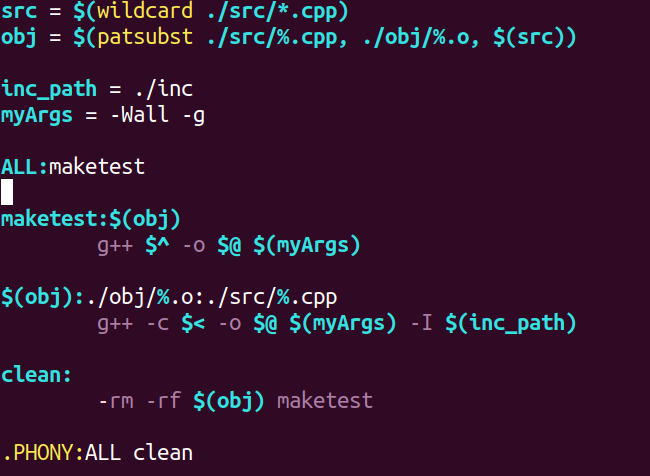 src = $(wildcard ./src/*.cpp)
obj = $(patsubst ./src/%.cpp, ./obj/%.o, $(src))
inc_path = ./inc
myArgs = -Wall -g
ALL:maketest
maketest:$(obj)
g++ $^ -o $@ $(myArgs)
$(obj):./obj/%.o:./src/%.cpp
g++ -c $< -o $@ $(myArgs) -I $(inc_path)
clean:
-rm -rf $(obj) maketest
.PHONY:ALL clean